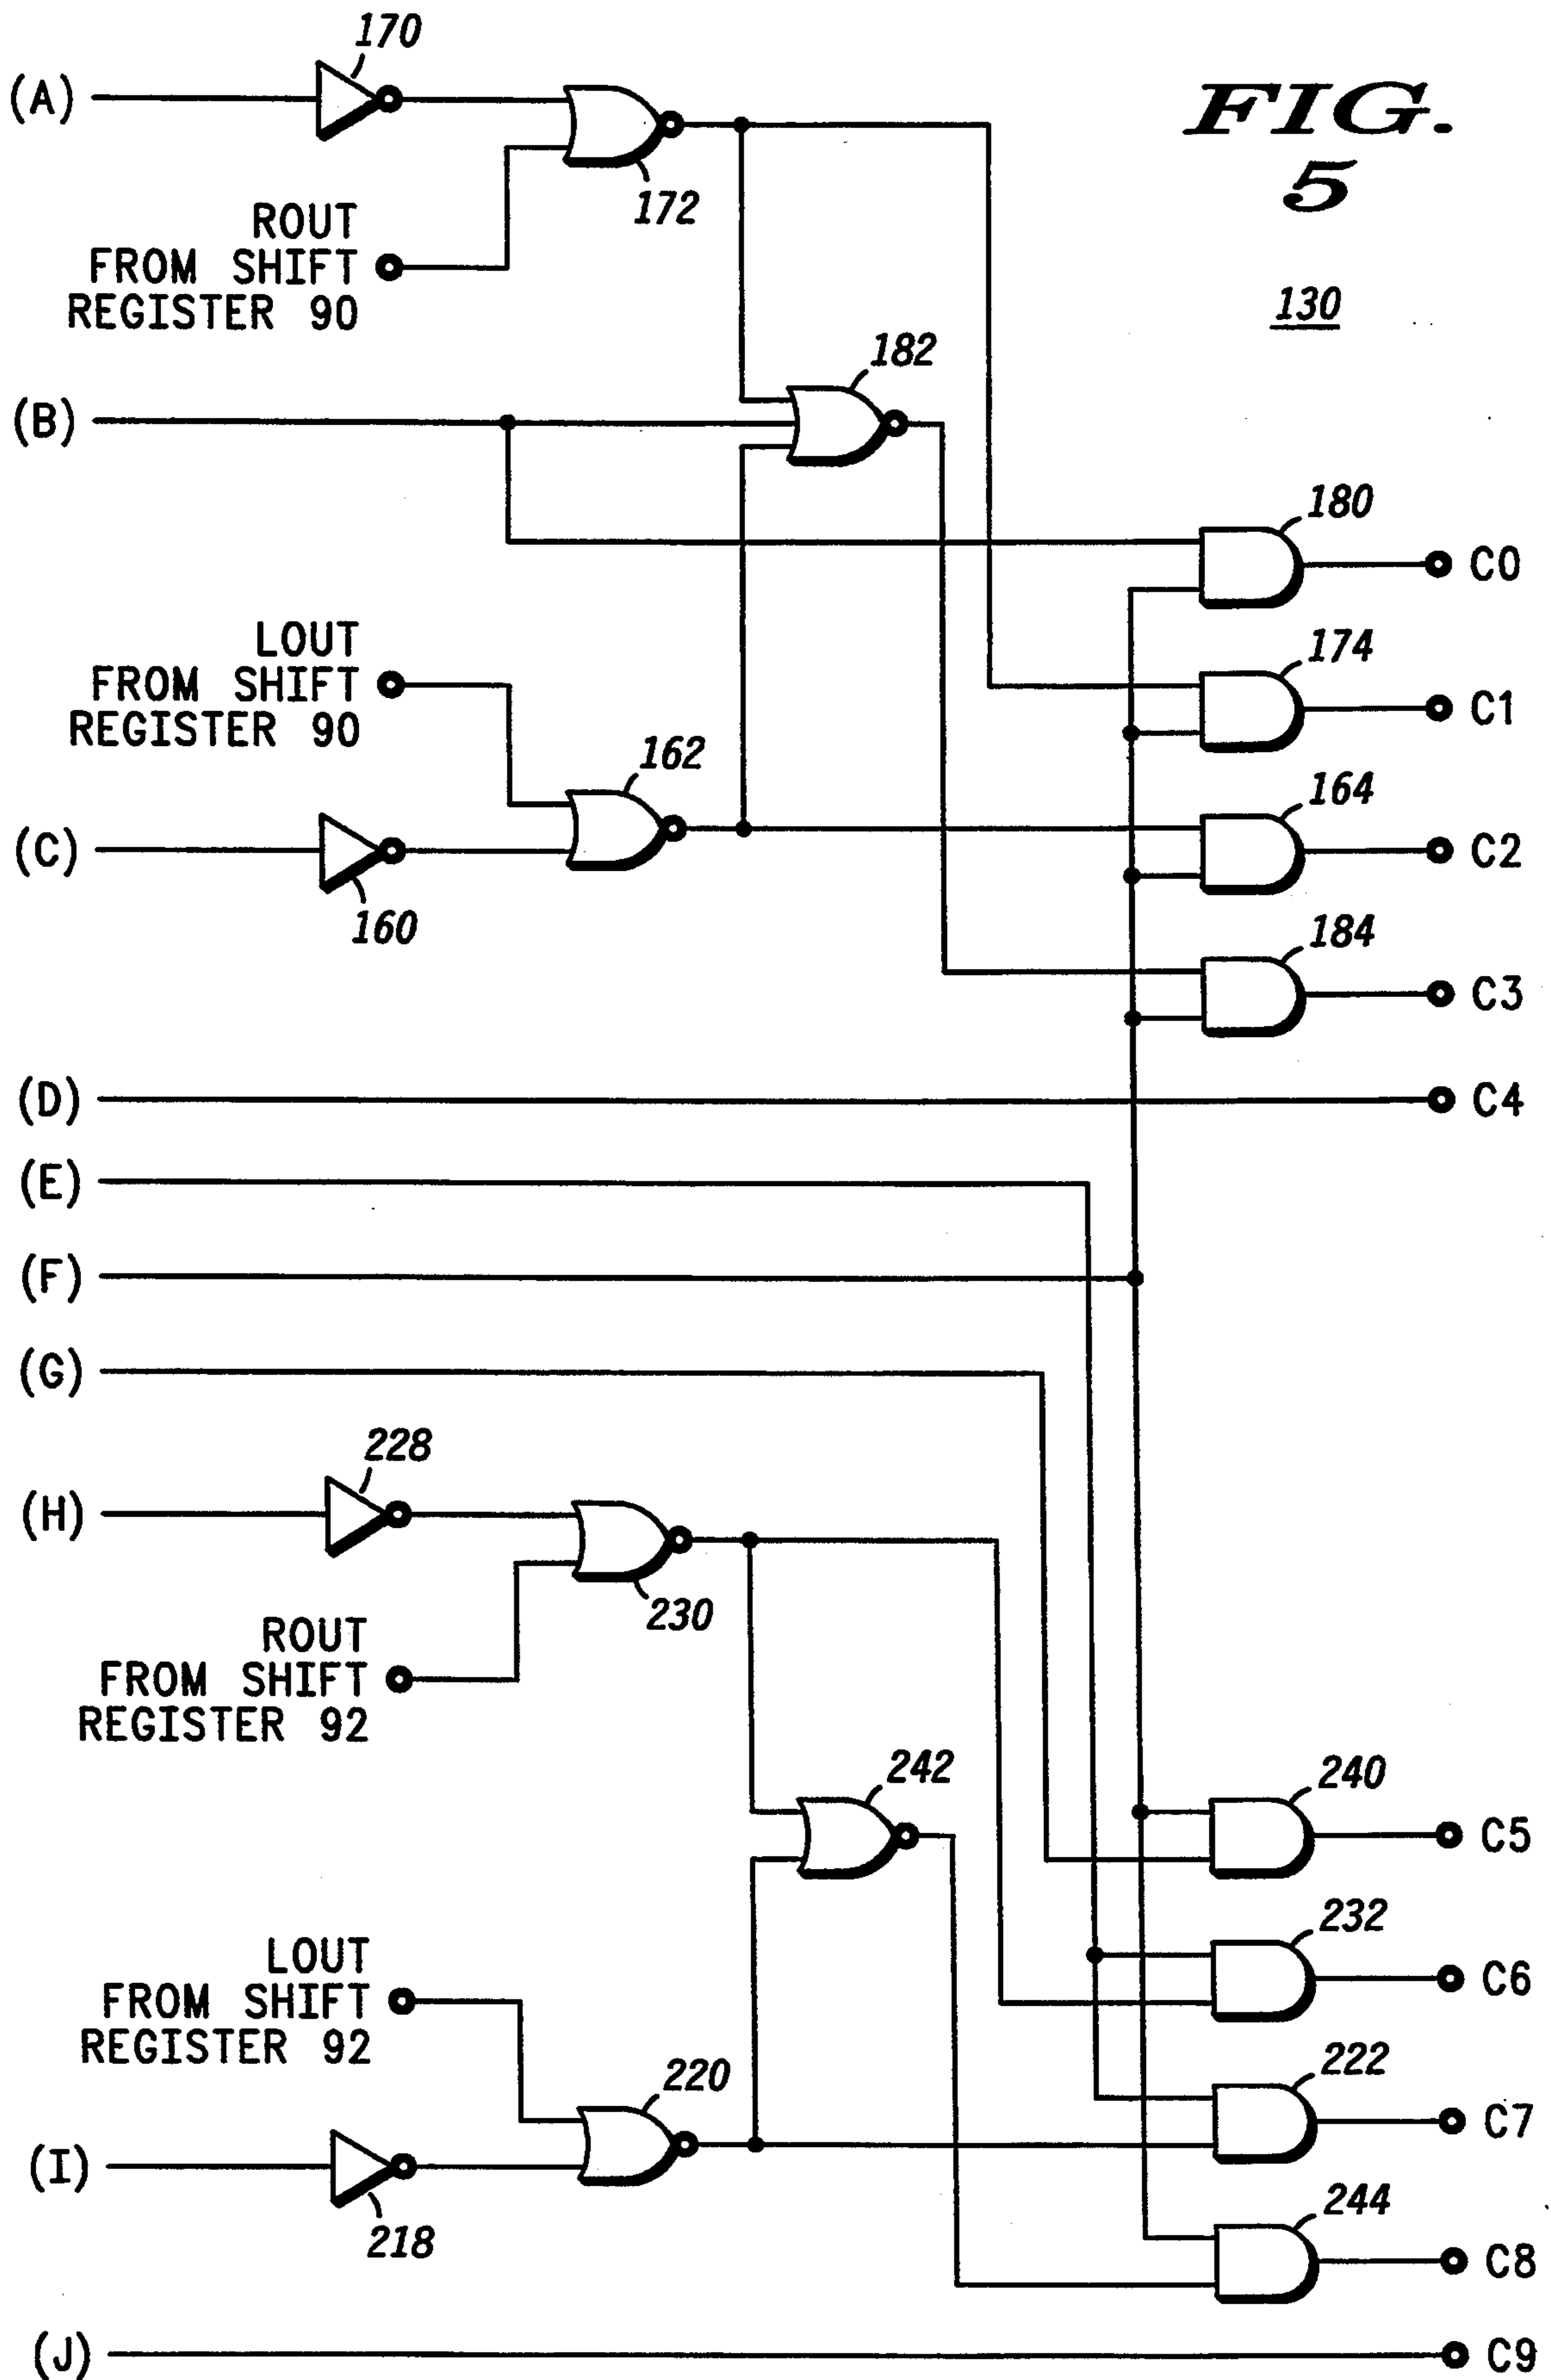 170
(A)
FIG.
5
172
ROUT
FROM SHIFT
REGISTER 90
130
182
(B)
180
C0
LOUT
FROM SHIFT
REGISTER 90
174
C1
162
164
(C)
C2
160
184
C3
(D)
C4
(E)
(F)
(G)
228
(H)
230
ROUT
FROM SHIFT
REGISTER 92
242
240
C5
232
LOUT
FROM SHIFT
REGISTER 92
C6
220
222
C7
(I)
218
244
C8
(J)
C9